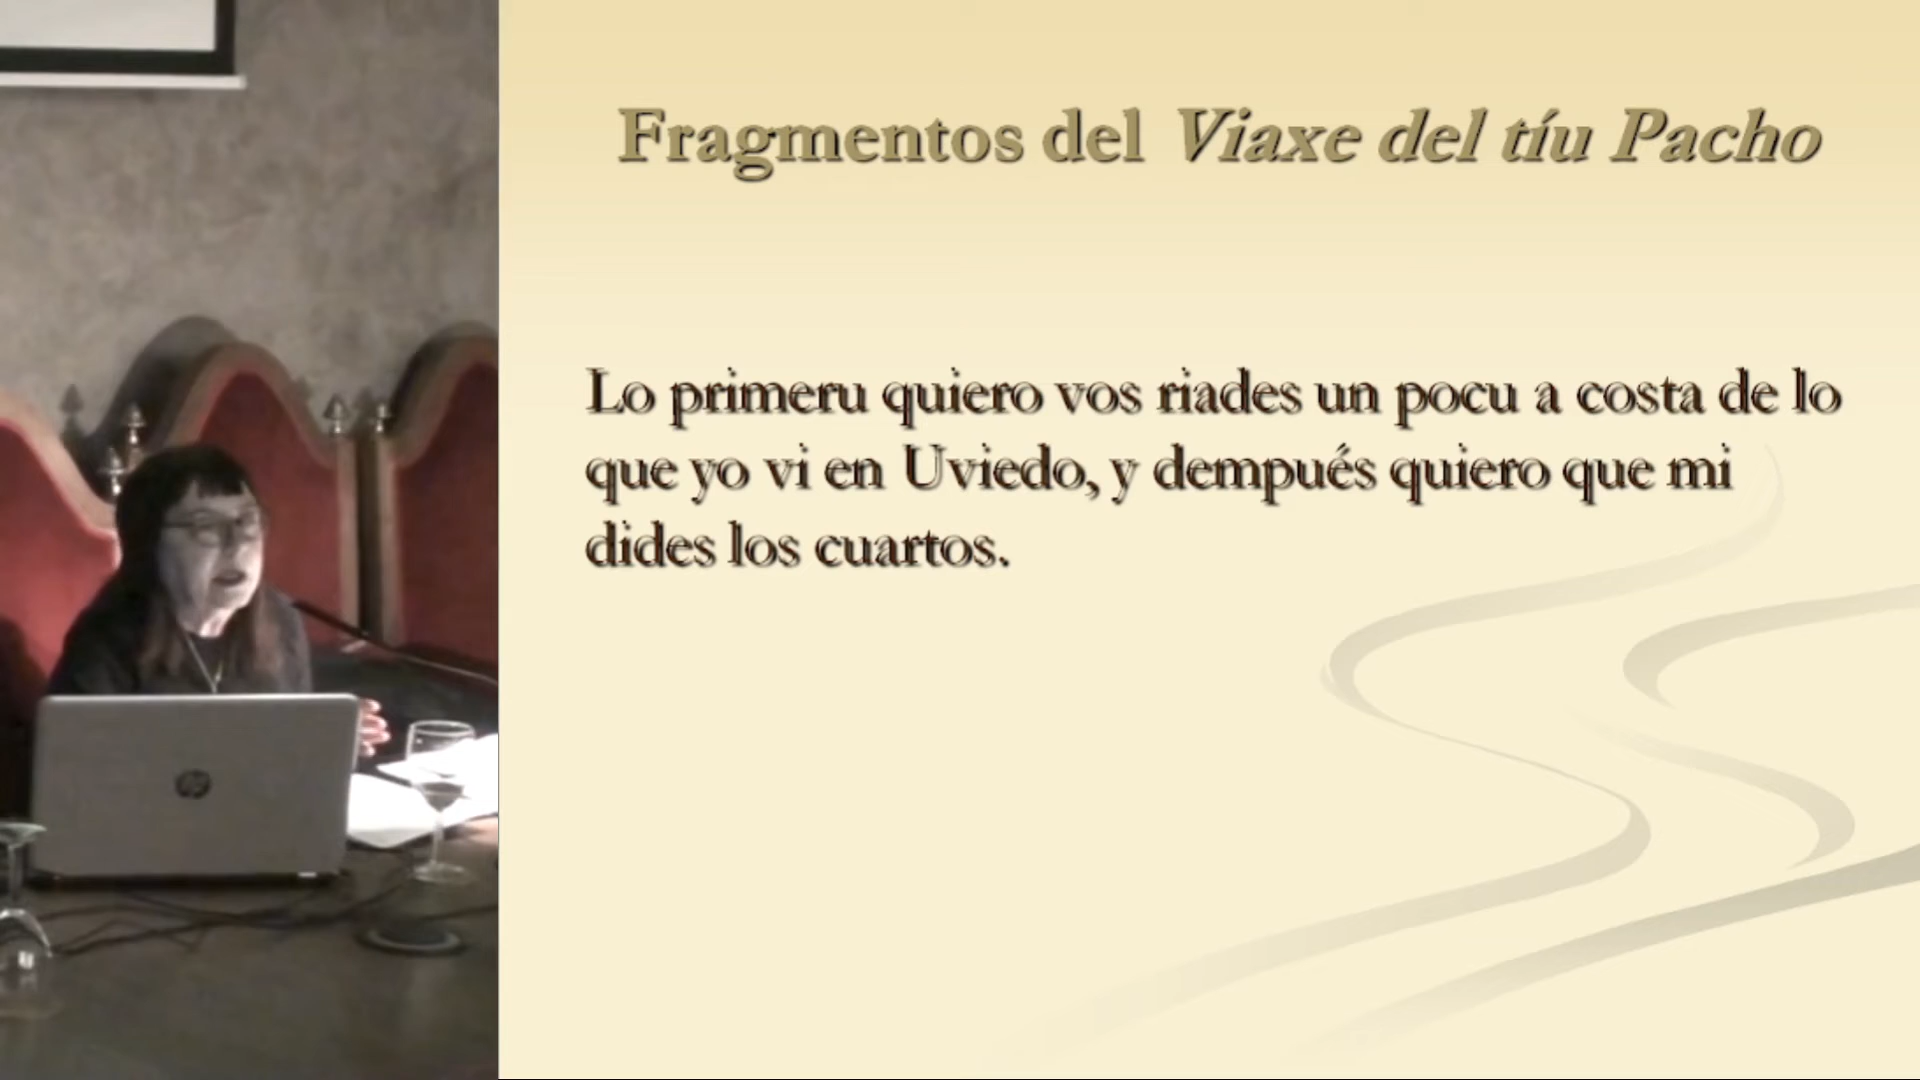 Fragmentos del Viaxe del tíu Pacho
Lo primeru quiero vos riades un pocu a costa de lo
que yo vi en Uviedo, y dempués quiero que mi
dides los cuartos.
hp